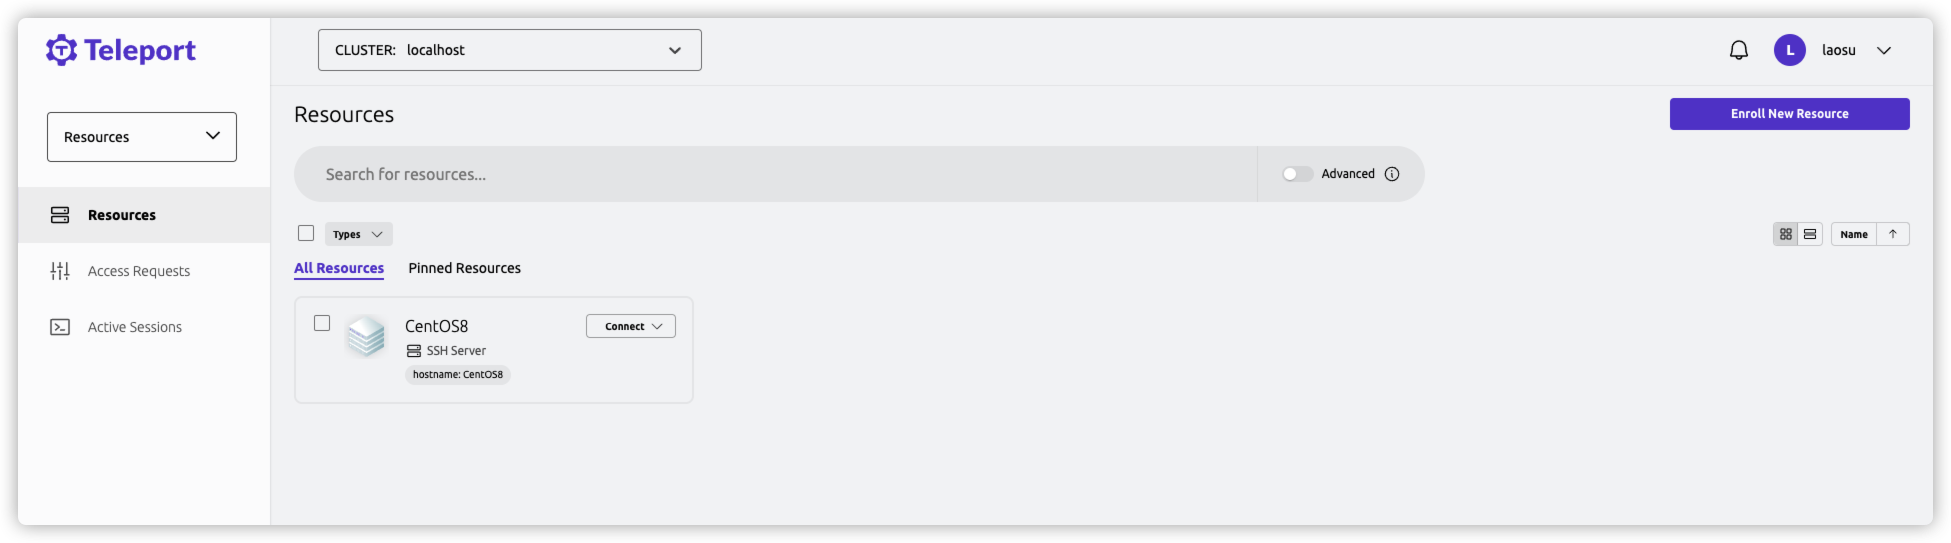 Teleport
CLUSTER: localhost
L
laosu
Resources
Resources
Access Requests
Active Sessions
Resources
Enroll New Resource
Search for resources...
Advanced
Types
Name
All Resources
Pinned Resources
CentOS8
Connect
SSH Server
hostname: CentOS8